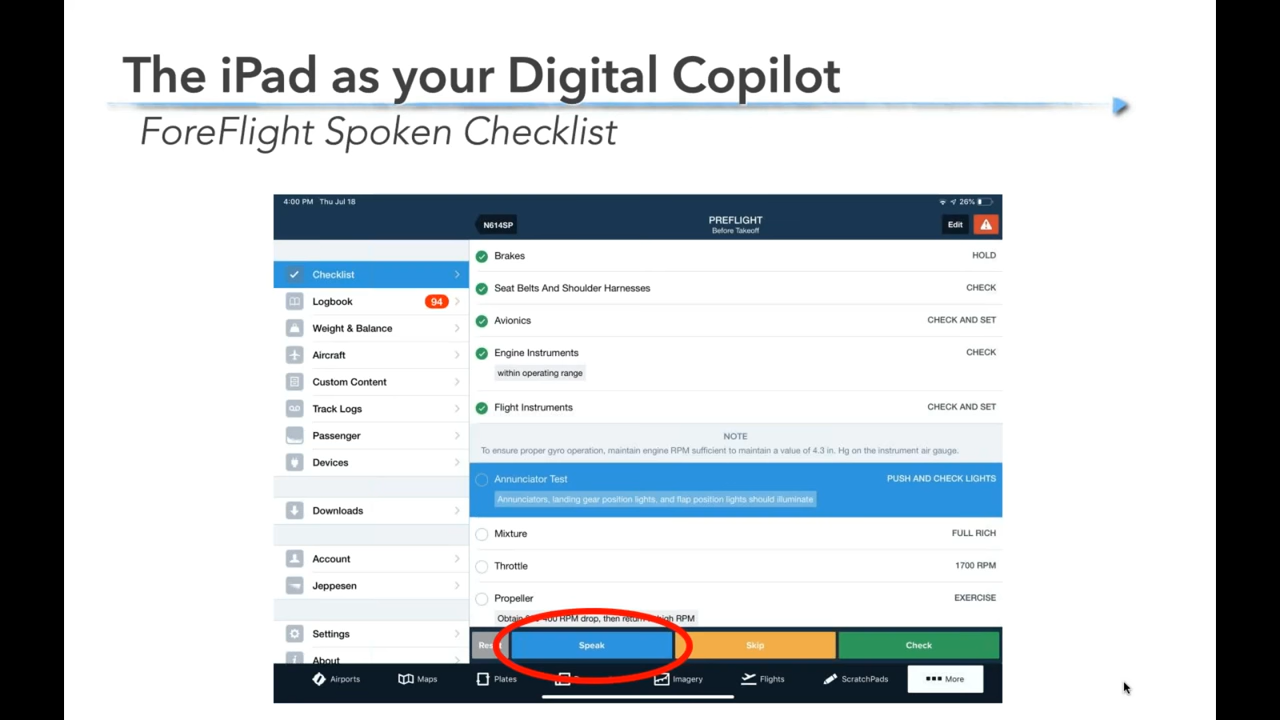 The iPad as your Digital Copilot
ForeFlight Spoken Checklist
4:00 PM Thu Jul 18
26%
N614SP
PREFLIGHT
Before Takeoff
Edit
Checklist
Logbook 94
Weight & Balance
Aircraft
Custom Content
Track Logs
Passenger
Devices
Downloads
Account
Jeppesen
Settings
About
Brakes HOLD
Seat Belts And Shoulder Harnesses CHECK
Avionics CHECK AND SET
Engine Instruments CHECK
within operating range
Flight Instruments CHECK AND SET
NOTE
To ensure proper gyro operation, maintain engine RPM sufficient to maintain a value of 4.3 in. Hg on the instrument air gauge.
Annunciator Test PUSH AND CHECK LIGHTS
Annunciators, landing gear position lights, and flap position lights should illuminate
Mixture FULL RICH
Throttle 1700 RPM
Propeller EXERCISE
RPM drop, then high RPM
Speak Skip Check
Airports Maps Plates Imagery Flights ScratchPads More